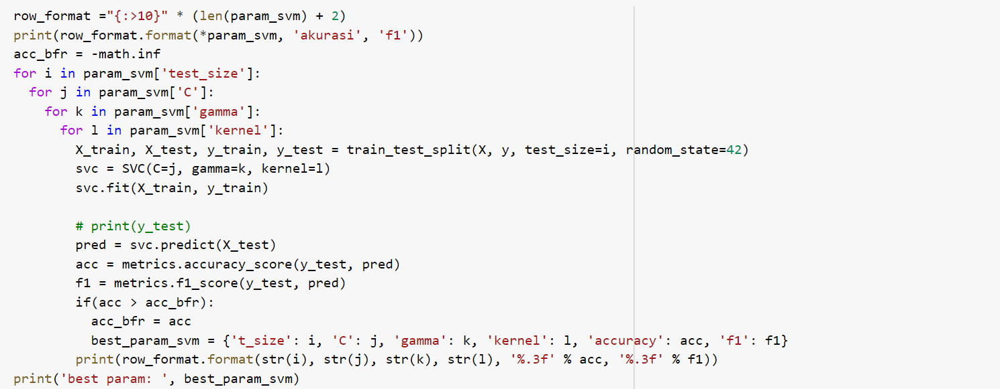 row_format ="{:>10}" * (len(param_svm) + 2)
print(row_format.format(*param_svm, 'akurasi', 'f1'))
acc_bfr = -math.inf
for i in param_svm['test_size']:
  for j in param_svm['C']:
    for k in param_svm['gamma']:
      for l in param_svm['kernel']:
        X_train, X_test, y_train, y_test = train_test_split(X, y, test_size=i, random_state=42)
        svc = SVC(C=j, gamma=k, kernel=l)
        svc.fit(X_train, y_train)

        # print(y_test)
        pred = svc.predict(X_test)
        acc = metrics.accuracy_score(y_test, pred)
        f1 = metrics.f1_score(y_test, pred)
        if(acc > acc_bfr):
          acc_bfr = acc
          best_param_svm = {'t_size': i, 'C': j, 'gamma': k, 'kernel': l, 'accuracy': acc, 'f1': f1}
        print(row_format.format(str(i), str(j), str(k), str(l), '%.3f' % acc, '%.3f' % f1))
print('best param: ', best_param_svm)